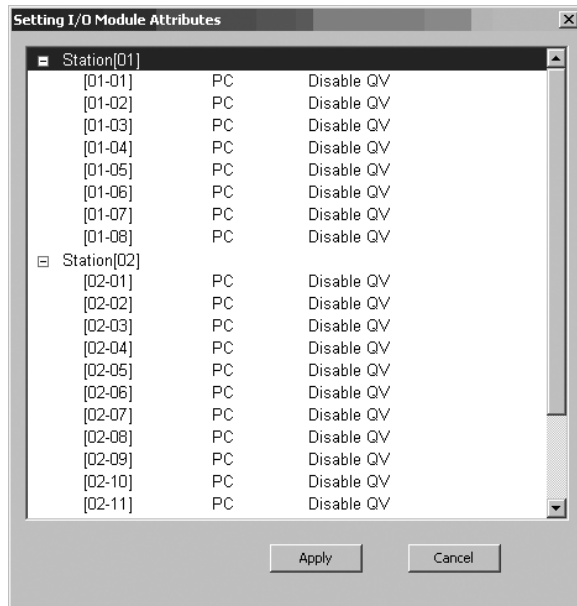 Setting I/O Module Attributes
Station[01]
[01-01] PC Disable QV
[01-02] PC Disable QV
[01-03] PC Disable QV
[01-04] PC Disable QV
[01-05] PC Disable QV
[01-06] PC Disable QV
[01-07] PC Disable QV
[01-08] PC Disable QV
Station[02]
[02-01] PC Disable QV
[02-02] PC Disable QV
[02-03] PC Disable QV
[02-04] PC Disable QV
[02-05] PC Disable QV
[02-06] PC Disable QV
[02-07] PC Disable QV
[02-08] PC Disable QV
[02-09] PC Disable QV
[02-10] PC Disable QV
[02-11] PC Disable QV
Apply Cancel